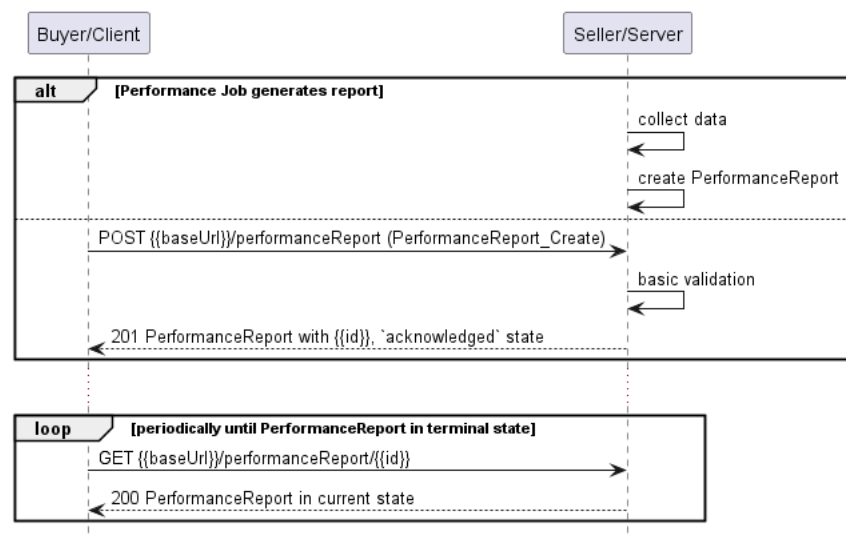 Buyer/Client
Seller/Server
alt
[Performance Job generates report]
collect data
create PerformanceReport
POST {{baseUrl}}/performanceReport (PerformanceReport_Create)
basic validation
201 PerformanceReport with {{id}}, `acknowledged` state
loop
[periodically until PerformanceReport in terminal state]
GET {{baseUrl}}/performanceReport/{{id}}
200 PerformanceReport in current state